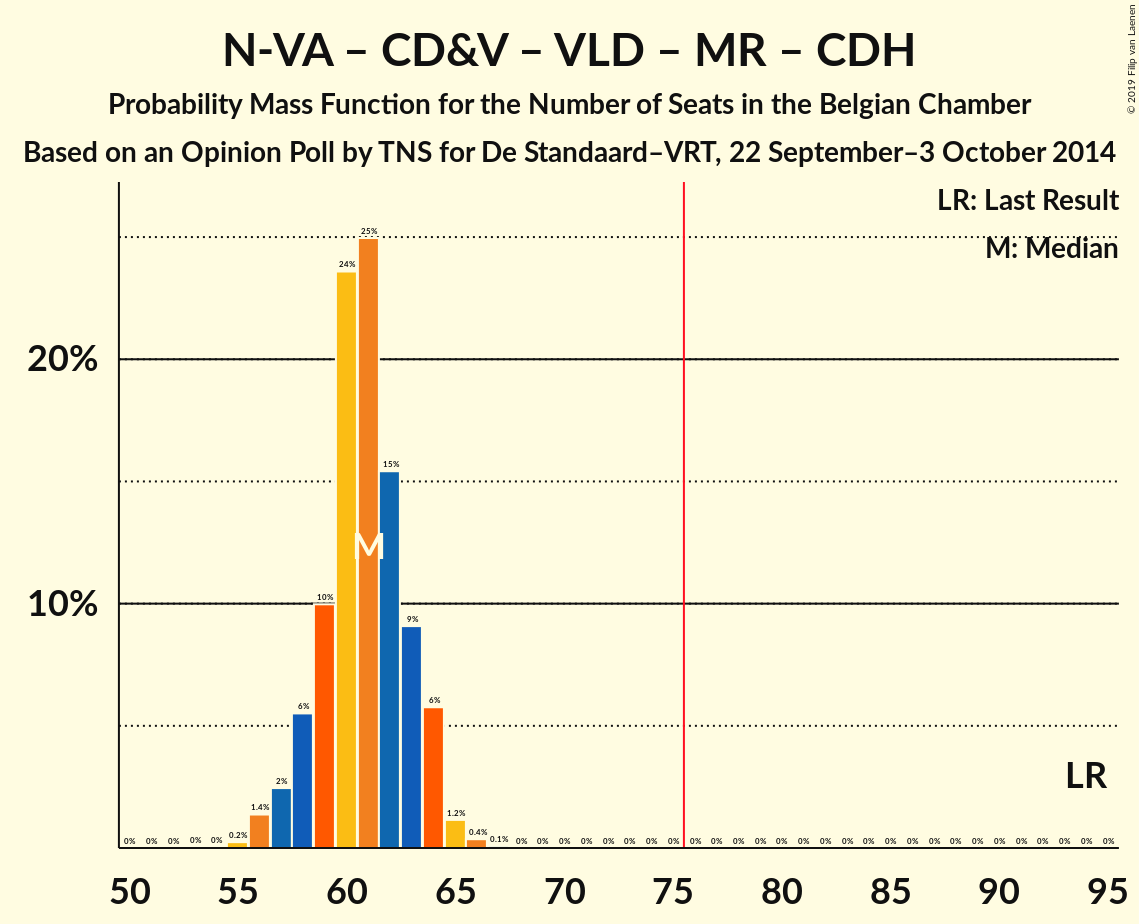 N-VA – CD&V – VLD – MR – CDH
Probability Mass Function for the Number of Seats in the Belgian Chamber
Based on an Opinion Poll by TNS for De Standaard–VRT, 22 September–3 October 2014
© 2019 Filip van Laenen
LR: Last Result
M: Median
20%
10%
0% 0% 0% 0% 0% 0.2% 1.4% 2% 6% 10% 24% 25% 15% 9% 6% 1.2% 0.4% 0.1% 0% 0% 0% 0% 0% 0% 0% 0% 0% 0% 0% 0% 0% 0% 0% 0% 0% 0% 0% 0% 0% 0% 0% 0% 0% 0% 0% 0%
M
LR
50 55 60 65 70 75 80 85 90 95